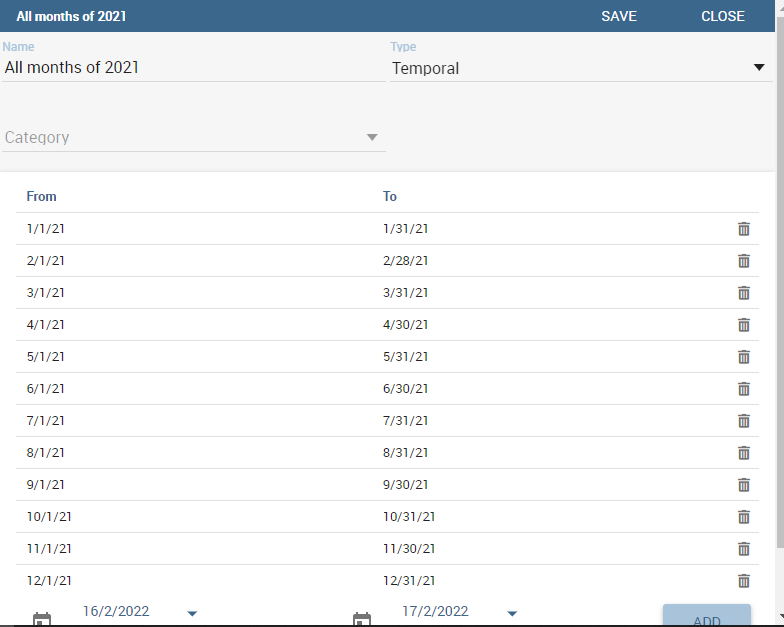 All months of 2021 SAVE CLOSE
Name Type
All months of 2021 Temporal
Category
From To
1/1/21 1/31/21
2/1/21 2/28/21
3/1/21 3/31/21
4/1/21 4/30/21
5/1/21 5/31/21
6/1/21 6/30/21
7/1/21 7/31/21
8/1/21 8/31/21
9/1/21 9/30/21
10/1/21 10/31/21
11/1/21 11/30/21
12/1/21 12/31/21
16/2/2022 17/2/2022 ADD